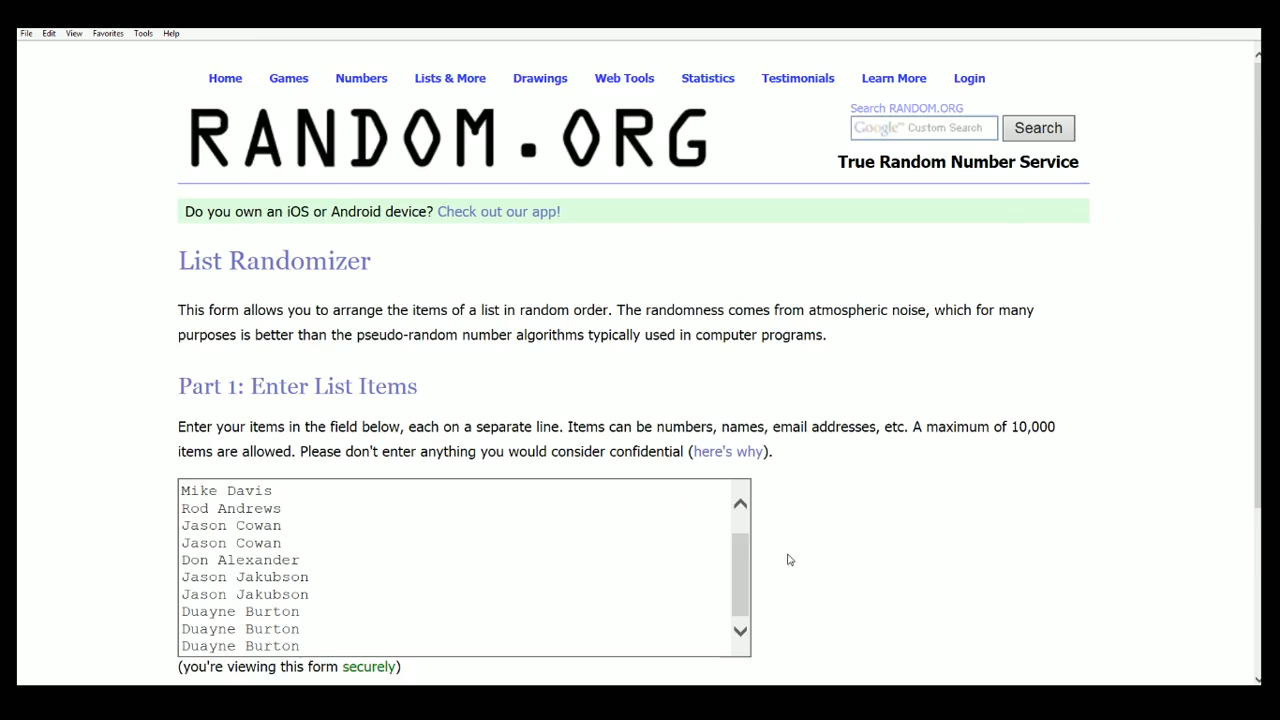 File Edit View Favorites Tools Help
Home Games Numbers Lists & More Drawings Web Tools Statistics Testimonials Learn More Login
RANDOM.ORG
Search RANDOM.ORG
Google™ Custom Search Search
True Random Number Service
Do you own an iOS or Android device? Check out our app!
List Randomizer
This form allows you to arrange the items of a list in random order. The randomness comes from atmospheric noise, which for many
purposes is better than the pseudo-random number algorithms typically used in computer programs.
Part 1: Enter List Items
Enter your items in the field below, each on a separate line. Items can be numbers, names, email addresses, etc. A maximum of 10,000
items are allowed. Please don't enter anything you would consider confidential (here's why).
Mike Davis
Rod Andrews
Jason Cowan
Jason Cowan
Don Alexander
Jason Jakubson
Jason Jakubson
Duayne Burton
Duayne Burton
Duayne Burton
(you're viewing this form securely)